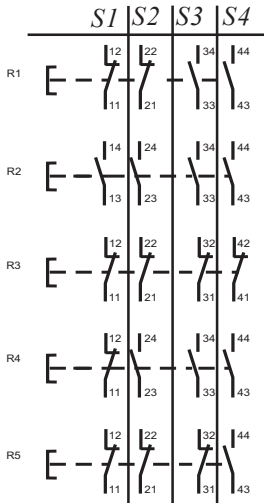 S1 S2 S3 S4
12 22 34 44
R1
11 21 33 43
14 24 34 44
R2
13 23 33 43
12 22 32 42
R3
11 21 31 41
12 24 34 44
R4
11 23 33 43
12 22 32 44
R5
11 21 31 43